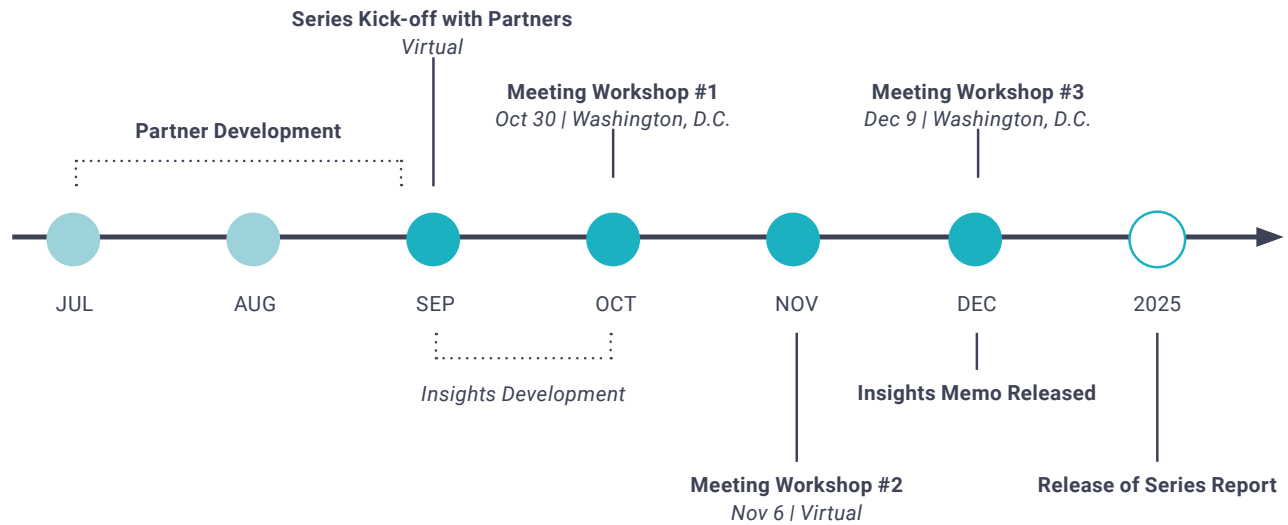 Series Kick-off with Partners
Virtual
Meeting Workshop #1
Oct 30 | Washington, D.C.
Meeting Workshop #3
Dec 9 | Washington, D.C.
Partner Development
JUL
AUG
SEP
OCT
NOV
DEC
2025
Insights Development
Insights Memo Released
Meeting Workshop #2
Nov 6 | Virtual
Release of Series Report